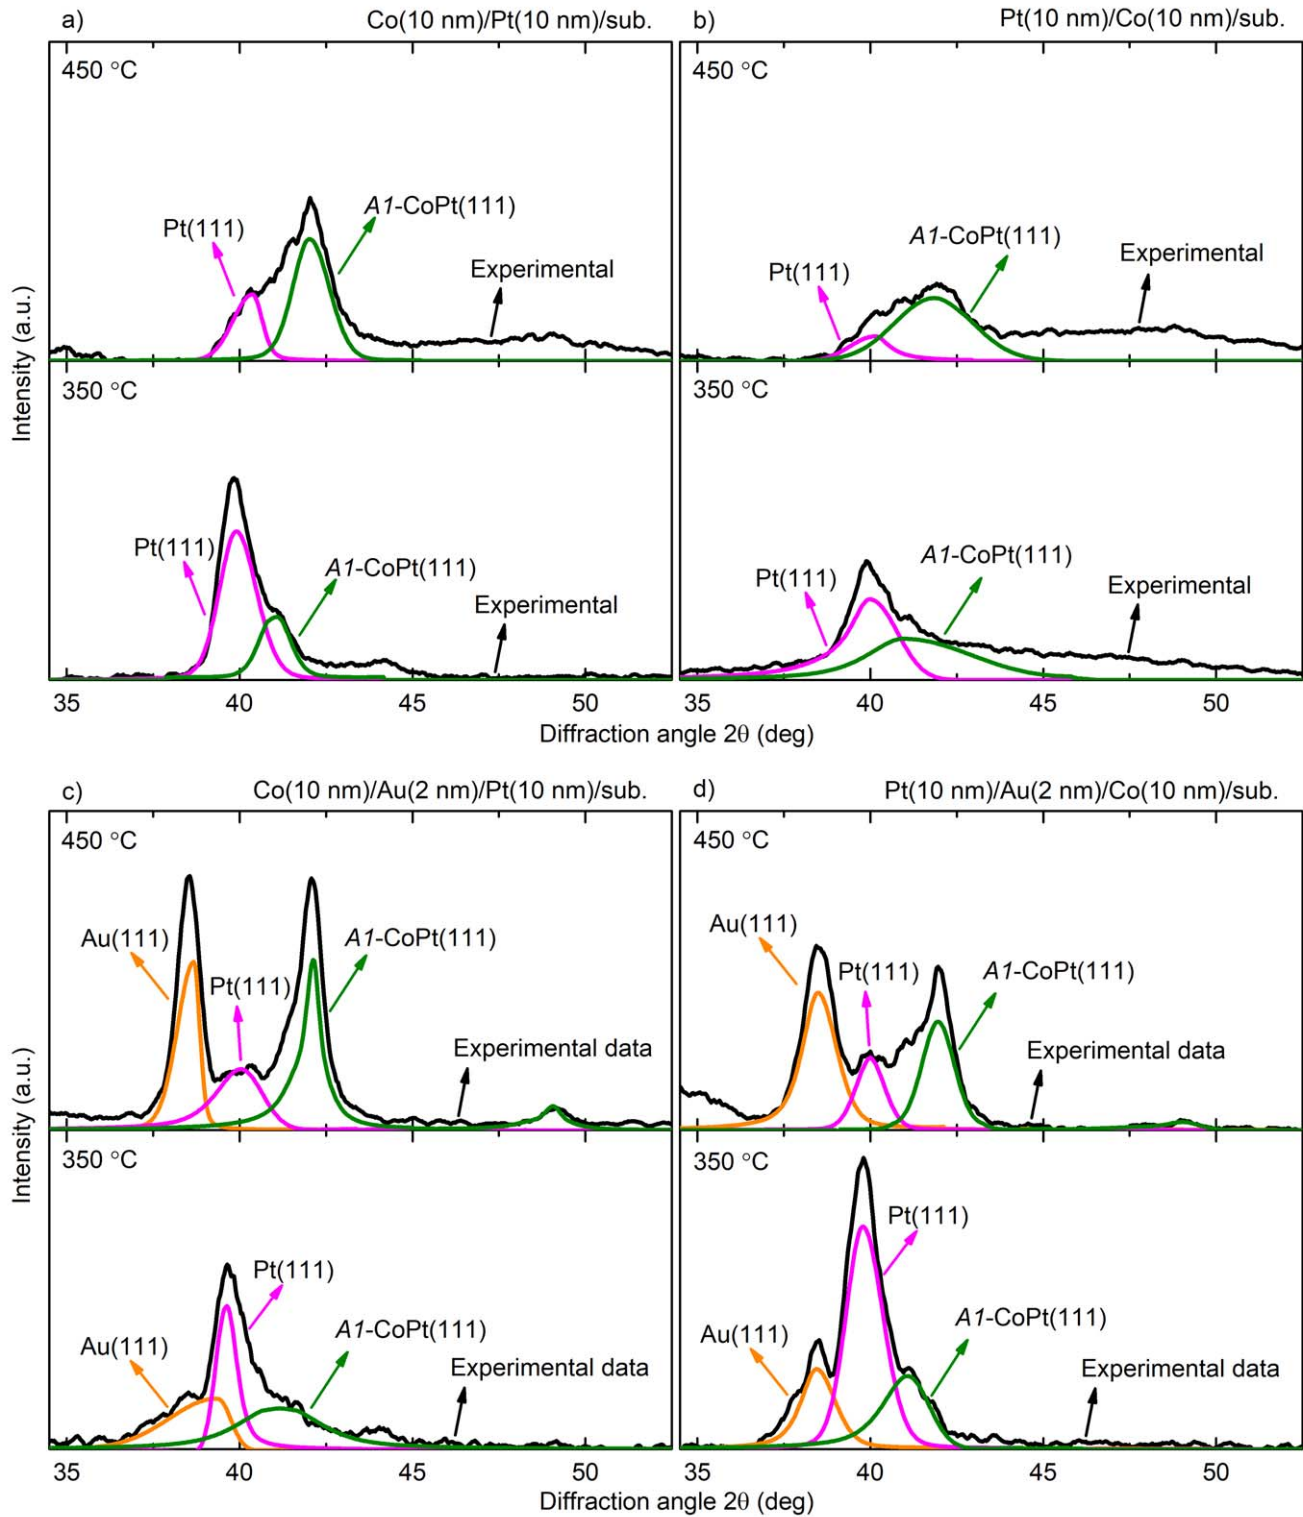 a) Co(10 nm)/Pt(10 nm)/sub.
450 °C
Pt(111)
A1-CoPt(111)
Experimental
350 °C
Pt(111)
A1-CoPt(111)
Experimental
35 40 45 50
b) Pt(10 nm)/Co(10 nm)/sub.
450 °C
A1-CoPt(111)
Pt(111)
Experimental
350 °C
A1-CoPt(111)
Pt(111)
Experimental
35 40 45 50
Intensity (a.u.)
Diffraction angle 2θ (deg)
c) Co(10 nm)/Au(2 nm)/Pt(10 nm)/sub.
450 °C
Au(111)
Pt(111)
A1-CoPt(111)
Experimental data
350 °C
Au(111)
Pt(111)
A1-CoPt(111)
Experimental data
35 40 45 50
d) Pt(10 nm)/Au(2 nm)/Co(10 nm)/sub.
450 °C
Au(111)
Pt(111)
A1-CoPt(111)
Experimental data
350 °C
Pt(111)
Au(111)
A1-CoPt(111)
Experimental data
35 40 45 50
Intensity (a.u.)
Diffraction angle 2θ (deg)